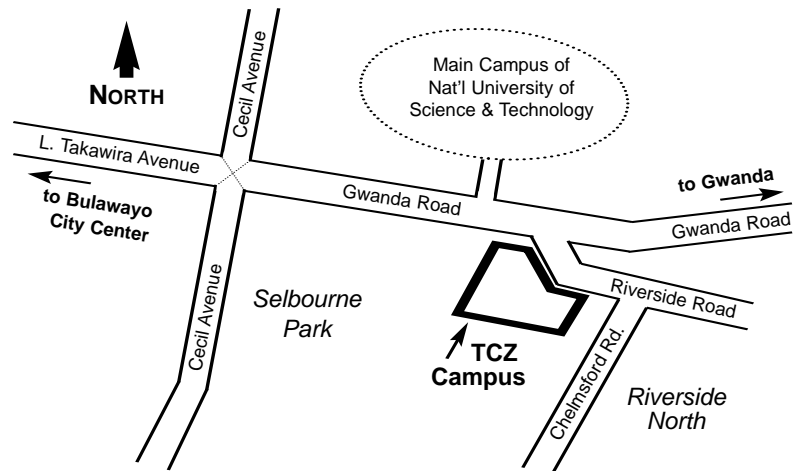 Main Campus of
Nat'l University of
Science & Technology
NORTH
Cecil Avenue
L. Takawira Avenue
to Bulawayo
City Center
Gwanda Road
to Gwanda
Gwanda Road
Riverside Road
Selbourne
Park
Cecil Avenue
TCZ
Campus
Chelmsford Rd.
Riverside
North